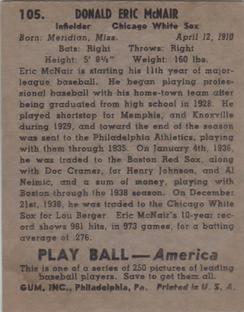 105. DONALD ERIC McNAIR
Infielder Chicago White Sox
Born: Meridian, Miss. April 12, 1910
Bats: Right Throws: Right
Height: 5' 8½" Weight: 160 lbs.
Eric McNair is starting his 11th year of major-
league baseball. He began playing profes-
sional baseball with his home-town team after
being graduated from high school in 1928. He
played shortstop for Memphis, and Knoxville
during 1929, and toward the end of the season
was sent to the Philadelphia Athletics, playing
with them through 1935. On January 4th, 1936,
he was traded to the Boston Red Sox, along
with Doc Cramer, for Henry Johnson, and Al
Neimic, and a sum of money, playing with
Boston through the 1938 season. On December
21st, 1938, he was traded to the Chicago White
Sox for Lou Berger. Eric McNair's 10-year rec-
ord shows 981 hits, in 973 games, for a batting
average of .276.
PLAY BALL—America
This is one of a series of 250 pictures of leading
baseball players. Save to get them all.
GUM, INC., Philadelphia, Pa. Printed in U. S. A.